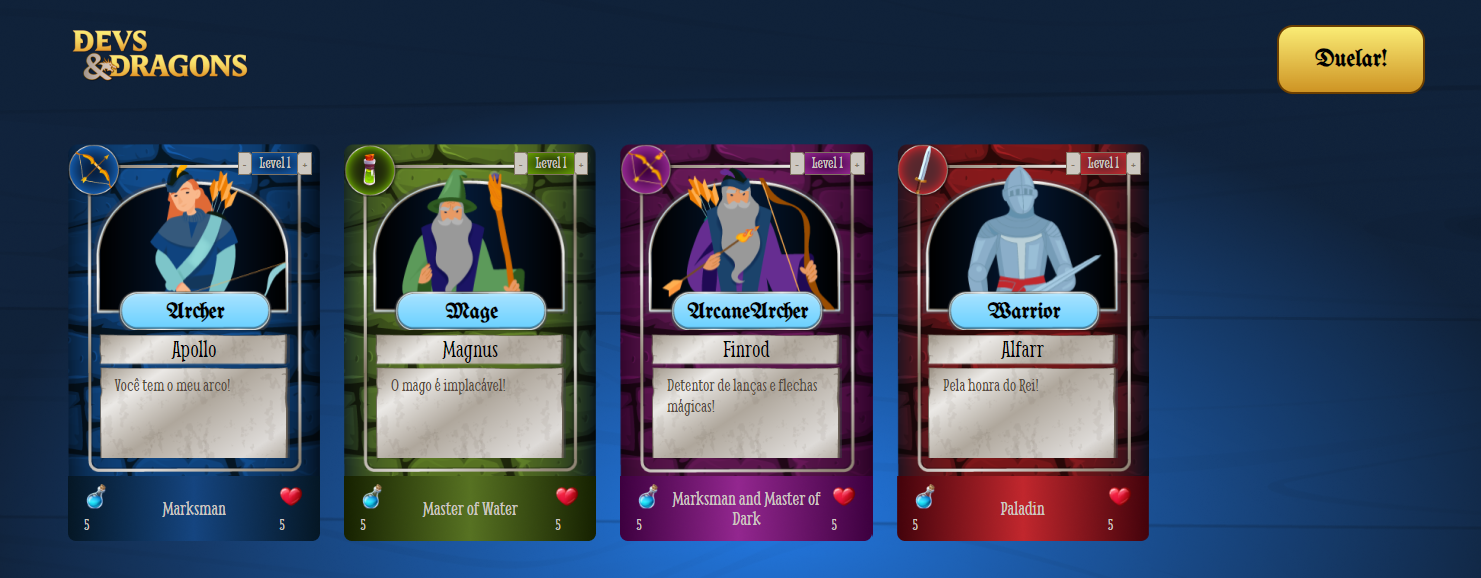 DEVS
&DRAGONS
Duelar!
- Level 1 +
Archer
Apollo
Você tem o meu arco!
Marksman
5 5
- Level 1 +
Mage
Magnus
O mago é implacável!
Master of Water
5 5
- Level 1 +
ArcaneArcher
Finrod
Detentor de lanças e flechas
mágicas!
Marksman and Master of
Dark
5 5
- Level 1 +
Warrior
Alfarr
Pela honra do Rei!
Paladin
5 5